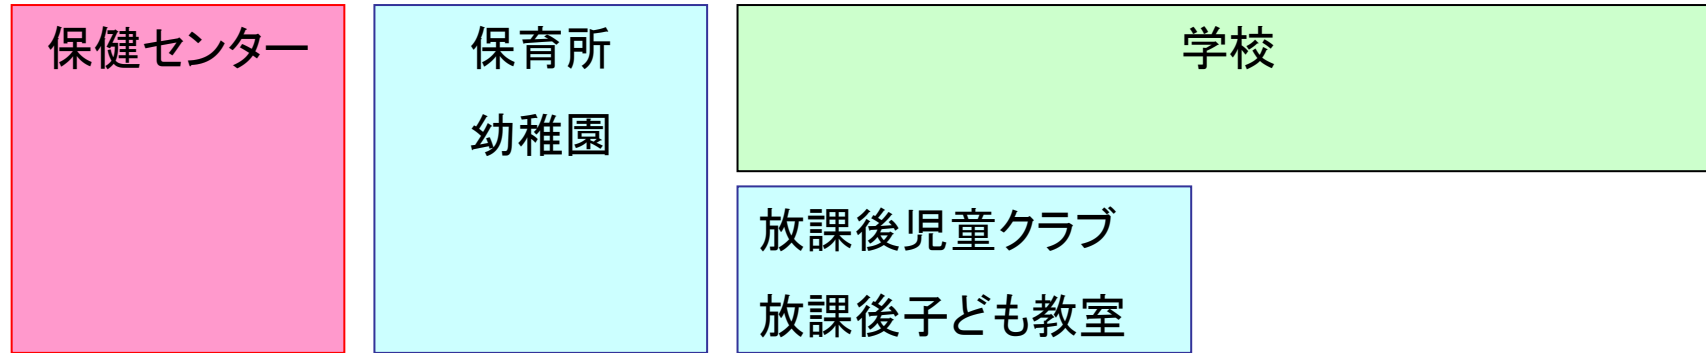 保健センター
保育所
幼稚園
学校
放課後児童クラブ
放課後子ども教室